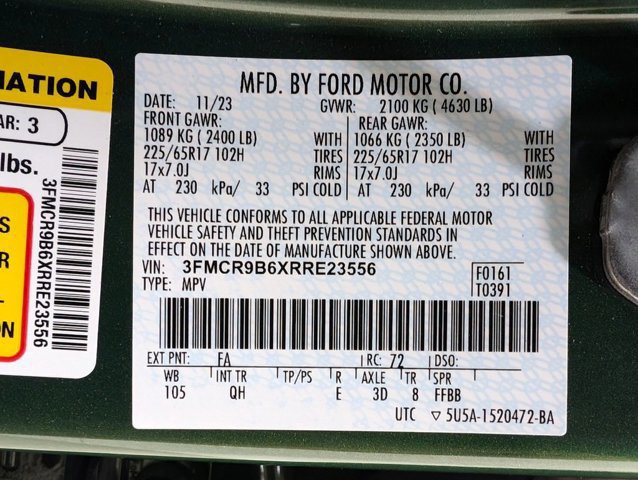 MATION
AR: 3
lbs.
S
R
L-
ON
3FMCR9B6XRRE23556
MFD. BY FORD MOTOR CO.
DATE: 11/23 GVWR: 2100 KG ( 4630 LB)
FRONT GAWR: REAR GAWR:
1089 KG ( 2400 LB) WITH 1066 KG ( 2350 LB) WITH
225/65R17 102H TIRES 225/65R17 102H TIRES
17x7.0J RIMS 17x7.0J RIMS
AT 230 kPa/ 33 PSI COLD AT 230 kPa/ 33 PSI COLD
THIS VEHICLE CONFORMS TO ALL APPLICABLE FEDERAL MOTOR
VEHICLE SAFETY AND THEFT PREVENTION STANDARDS IN
EFFECT ON THE DATE OF MANUFACTURE SHOWN ABOVE.
VIN: 3FMCR9B6XRRE23556 F0161
TYPE: MPV T0391
EXT PNT: FA RC: 72 DSO:
WB INT TR TP/PS R AXLE TR SPR
105 QH E 3D 8 FFBB
UTC ▽ 5U5A-1520472-BA